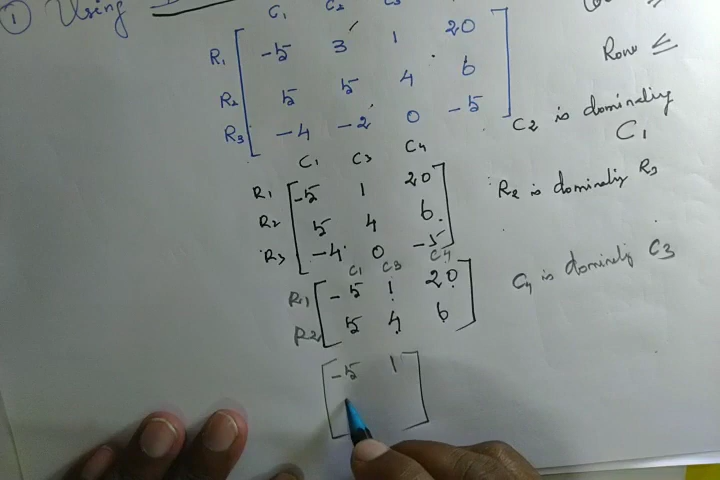 ① Using
C1 C2 C3
R1 -5 3 1 20
R2 5 5 4 6
R3 -4 -2 0 -5
Row ≤
C2 is dominating
C1
C1 C3 C4
R1 -5 1 20
R2 5 4 6
R3 -4 0 -5
R2 is dominatig R3
C1 C3 C4
R1 -5 1 20
R2 5 4 6
C4 is dominatig C3
-5 1